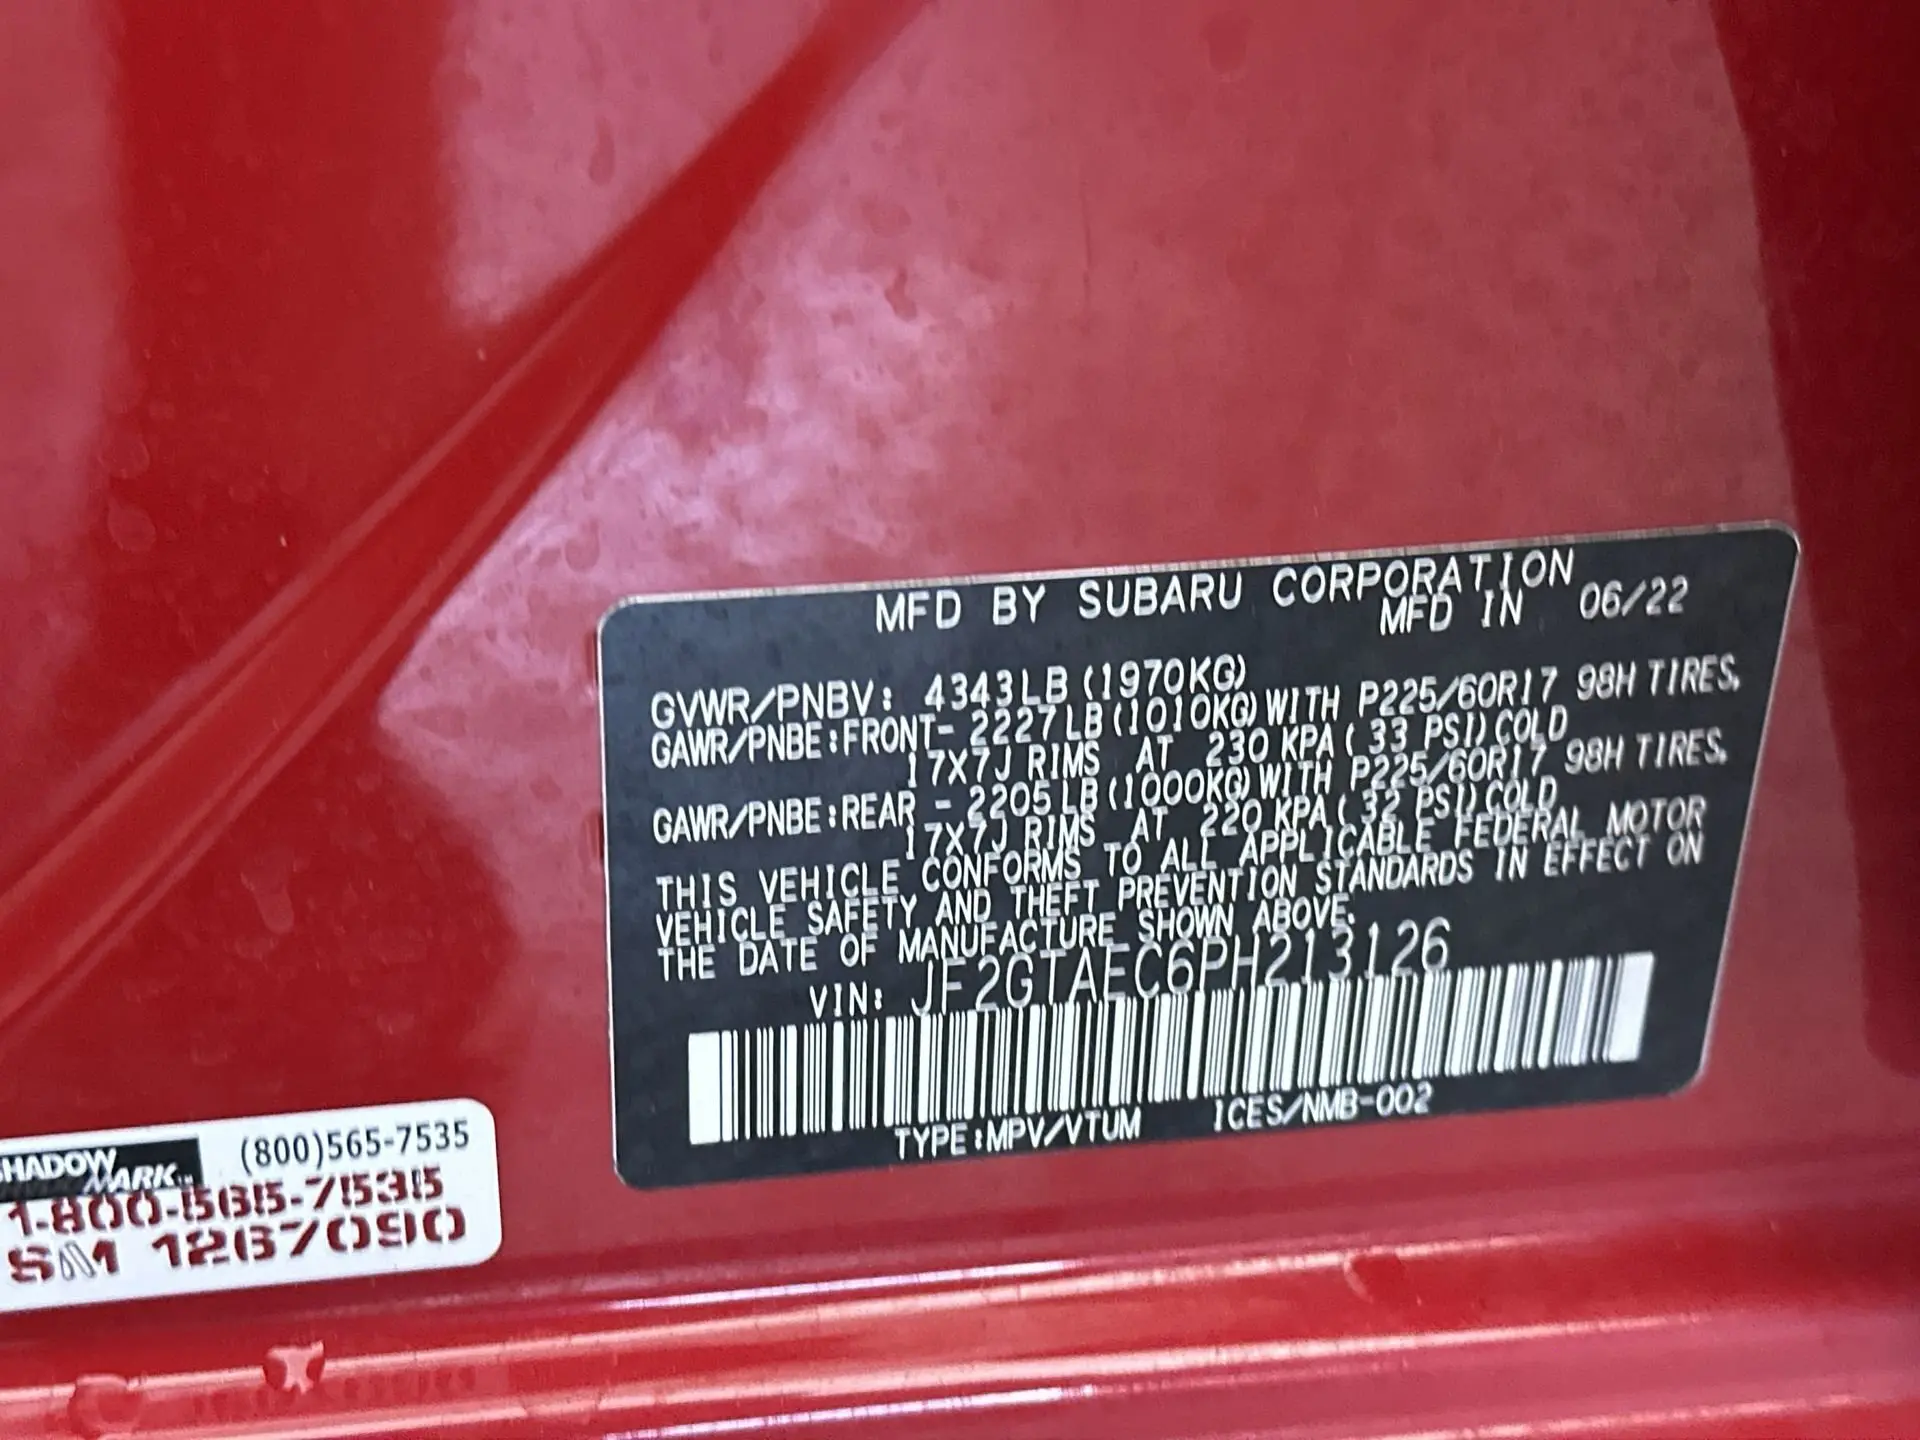 MFD BY SUBARU CORPORATION
MFD IN 06/22
GVWR/PNBV: 4343LB (1970KG)
GAWR/PNBE:FRONT- 2227LB (1010KG) WITH P225/60R17 98H TIRES,
17X7J RIMS AT 230 KPA ( 33 PSI) COLD
GAWR/PNBE:REAR - 2205LB (1000KG) WITH P225/60R17 98H TIRES,
17X7J RIMS AT 220 KPA ( 32 PSI) COLD
THIS VEHICLE CONFORMS TO ALL APPLICABLE FEDERAL MOTOR
VEHICLE SAFETY AND THEFT PREVENTION STANDARDS IN EFFECT ON
THE DATE OF MANUFACTURE SHOWN ABOVE.
VIN: JF2GTAEC6PH213126
TYPE:MPV/VTUM ICES/NMB-002
SHADOW MARK (800)565-7535
1-800-565-7535
SM 1267090